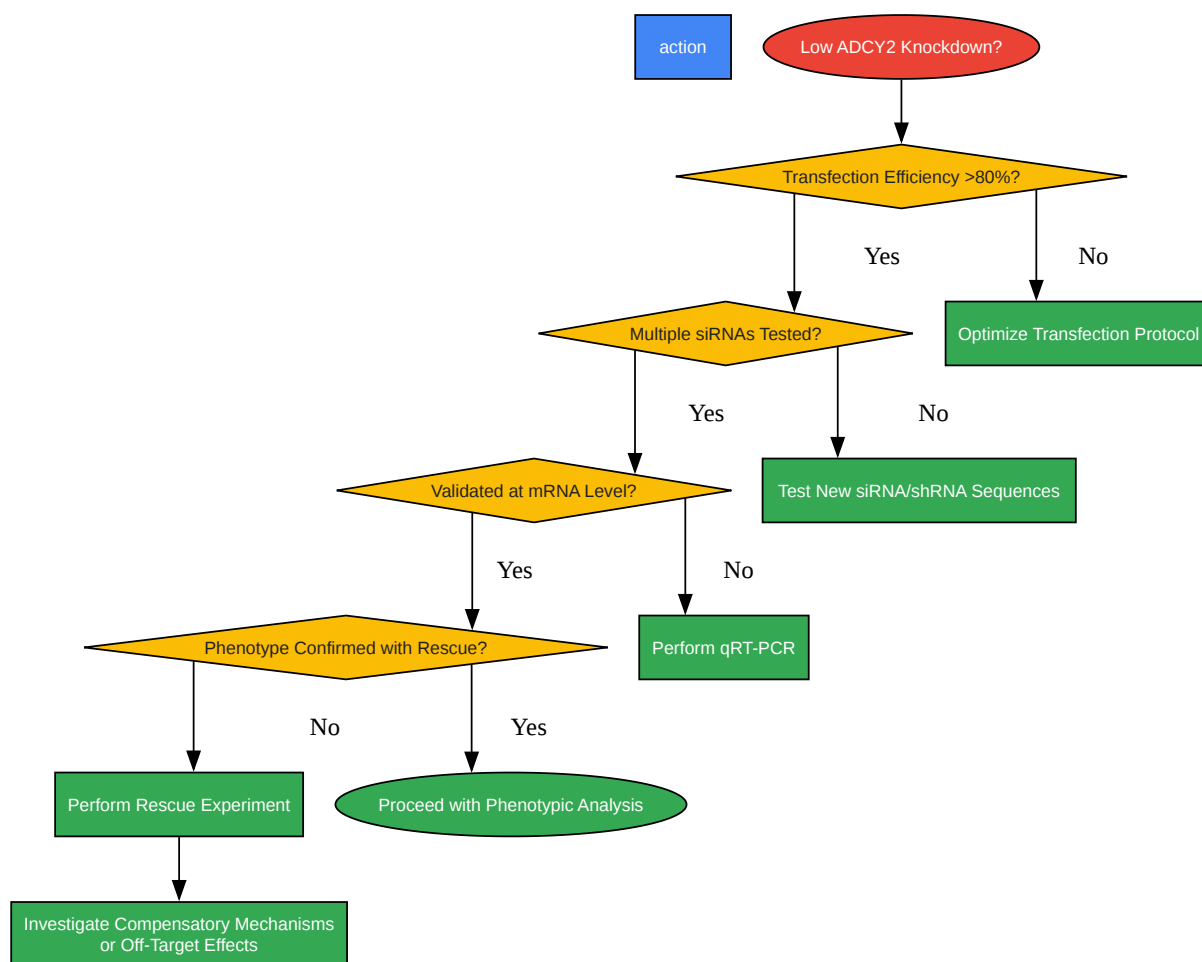 action
Low ADCY2 Knockdown?
Transfection Efficiency >80%?
Yes
No
Multiple siRNAs Tested?
Optimize Transfection Protocol
Yes
No
Validated at mRNA Level?
Test New siRNA/shRNA Sequences
Yes
No
Phenotype Confirmed with Rescue?
Perform qRT-PCR
No
Yes
Perform Rescue Experiment
Proceed with Phenotypic Analysis
Investigate Compensatory Mechanisms
or Off-Target Effects